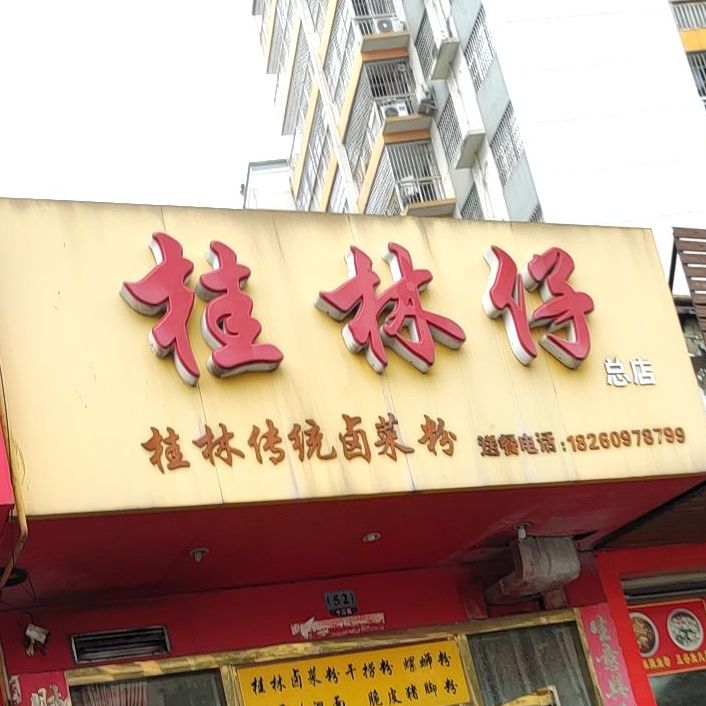 桂林仔
总店
桂林传统卤菜粉
送餐电话:18260978799
152
桂林卤菜粉干捞粉 螺蛳粉
脆皮猪脚粉